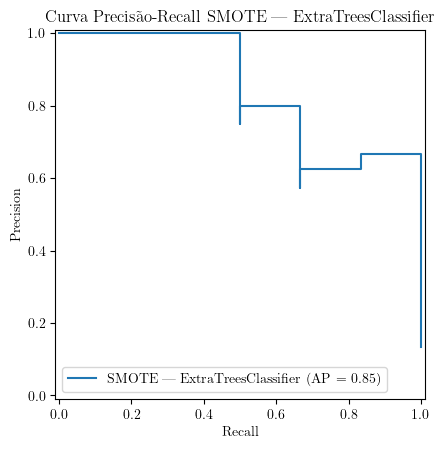 Curva Precisão-Recall SMOTE — ExtraTreesClassifier
1.0
0.8
0.6
0.4
0.2
0.0
Precision
SMOTE — ExtraTreesClassifier (AP = 0.85)
0.0 0.2 0.4 0.6 0.8 1.0
Recall